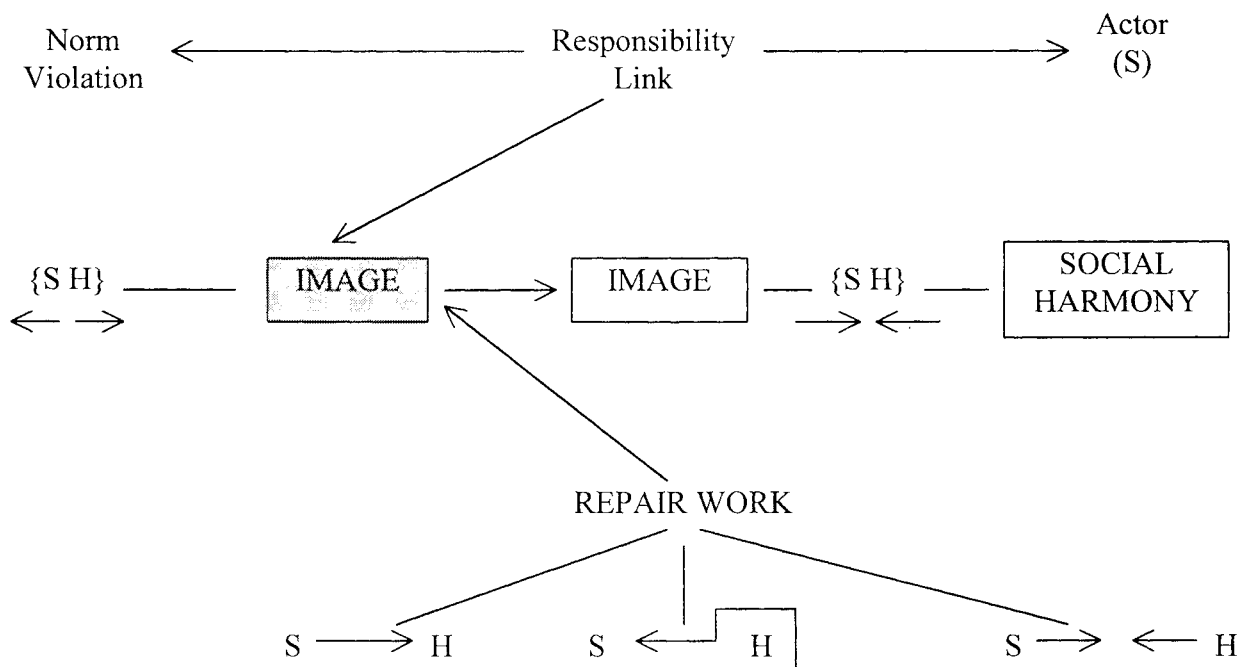 Norm
Violation
Responsibility
Link
Actor
(S)
{S H}
IMAGE
IMAGE
{S H}
SOCIAL
HARMONY
REPAIR WORK
S H
S H
S H